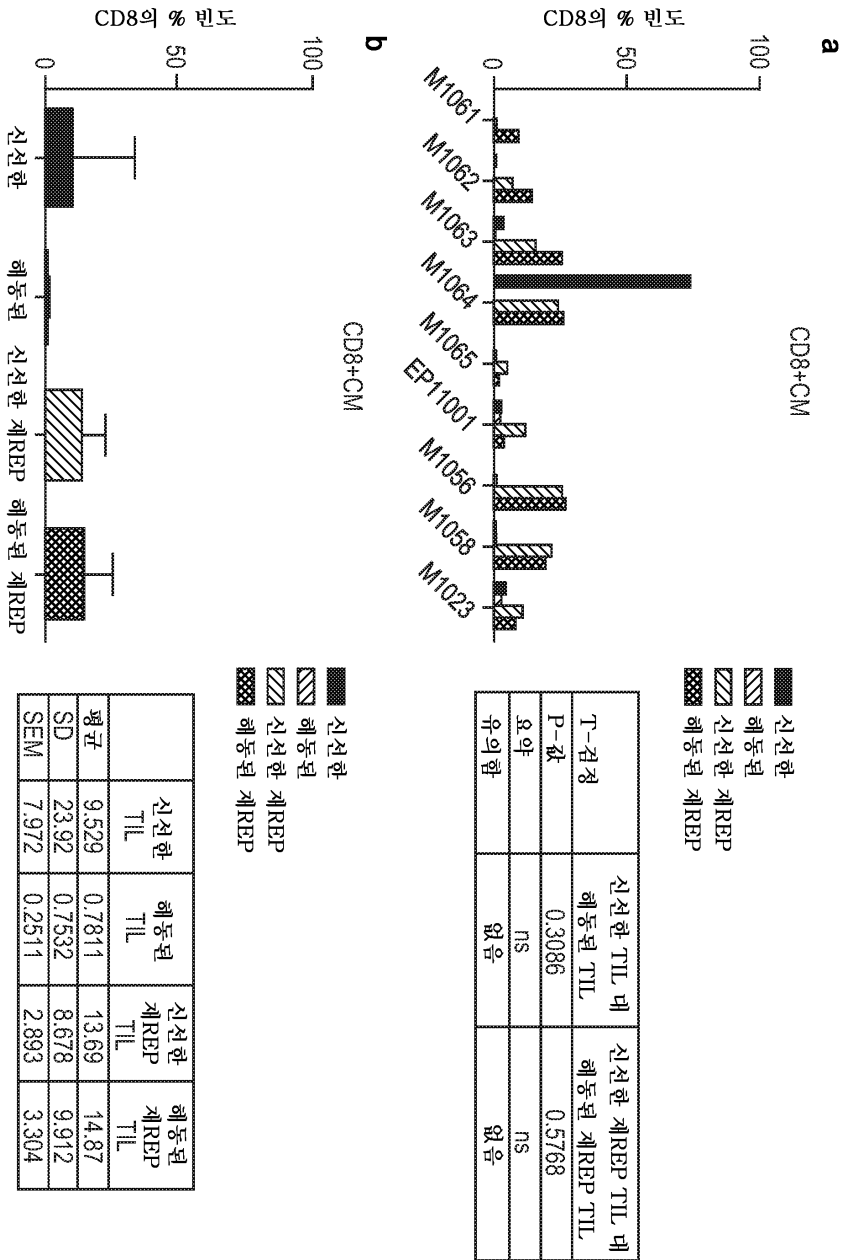 a
CD8+CM
CD8의 % 빈도
100
50
0
M1061
M1062
M1063
M1064
M1065
EP11001
M1056
M1058
M1023
신선한
해동된
신선한 재REP
해동된 재REP
T-검정
신선한 TIL 대
해동된 TIL
신선한 재REP TIL 대
해동된 재REP TIL
P-값
0.3086
0.5768
요약
ns
ns
유의함
없음
없음
b
CD8+CM
CD8의 % 빈도
100
50
0
신선한
해동된
신선한 재REP
해동된 재REP
신선한
해동된
신선한 재REP
해동된 재REP
신선한
TIL
해동된
TIL
신선한
재REP
TIL
해동된
재REP
TIL
평균
9.529
0.7811
13.69
14.87
SD
23.92
0.7532
8.678
9.912
SEM
7.972
0.2511
2.893
3.304